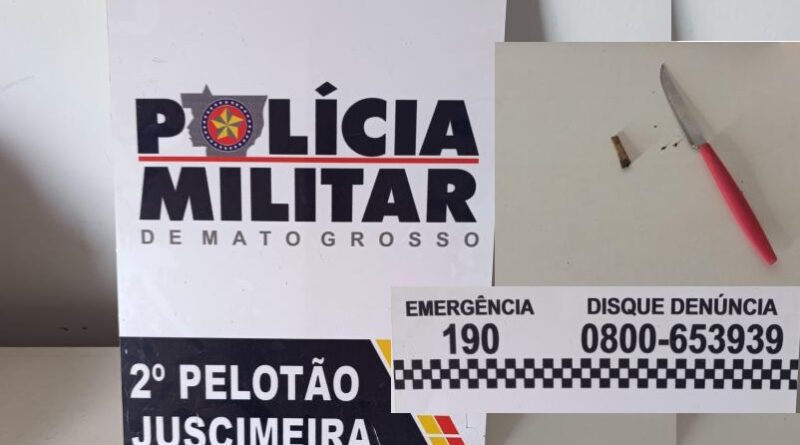 POLÍCIA
MILITAR
DE MATO GROSSO
EMERGÊNCIA
190
DISQUE DENÚNCIA
0800-653939
2º PELOTÃO
JUSCIMEIRA